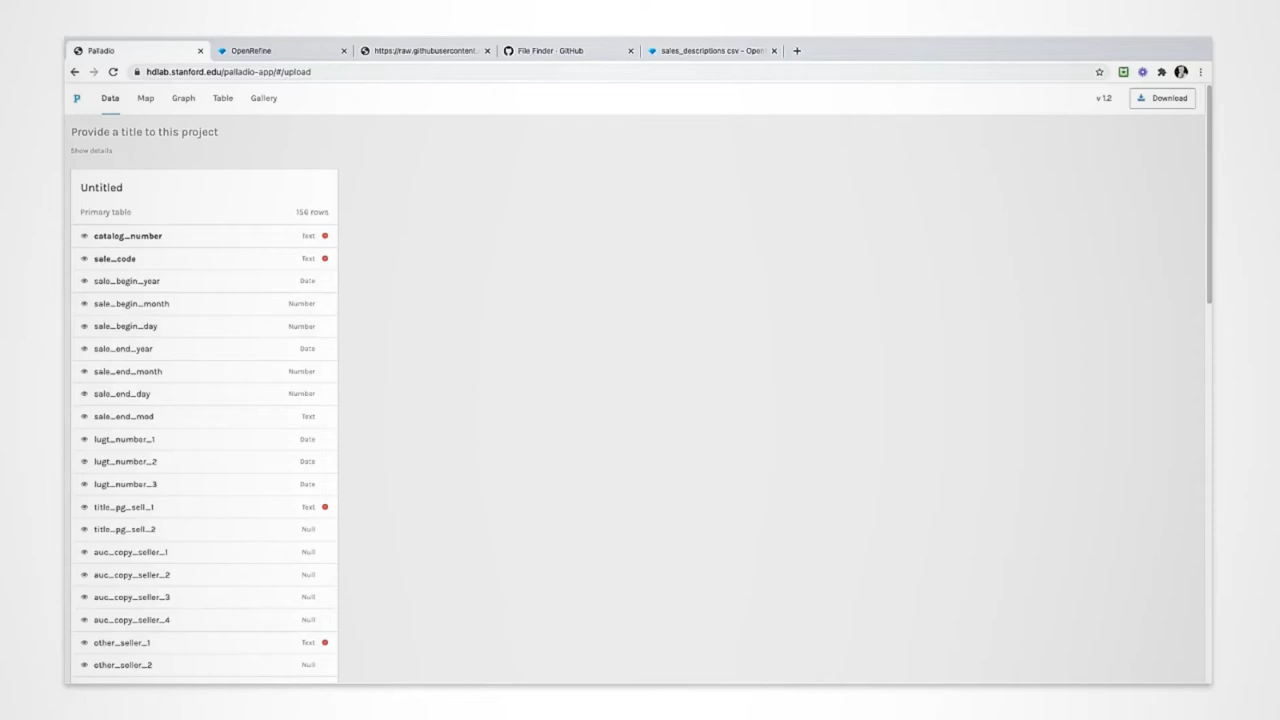 Palladio
OpenRefine
https://raw.githubusercontent.
File Finder · GitHub
sales_descriptions csv - Open
hdlab.stanford.edu/palladio-app/#/upload
P Data Map Graph Table Gallery v 1.2 Download
Provide a title to this project
Show details
Untitled
Primary table 156 rows
catalog_number Text
sale_code Text
sale_begin_year Date
sale_begin_month Number
sale_begin_day Number
sale_end_year Date
sale_end_month Number
sale_end_day Number
sale_end_mod Text
lugt_number_1 Date
lugt_number_2 Date
lugt_number_3 Date
title_pg_sell_1 Text
title_pg_sell_2 Null
auc_copy_seller_1 Null
auc_copy_seller_2 Null
auc_copy_seller_3 Null
auc_copy_seller_4 Null
other_seller_1 Text
other_seller_2 Null